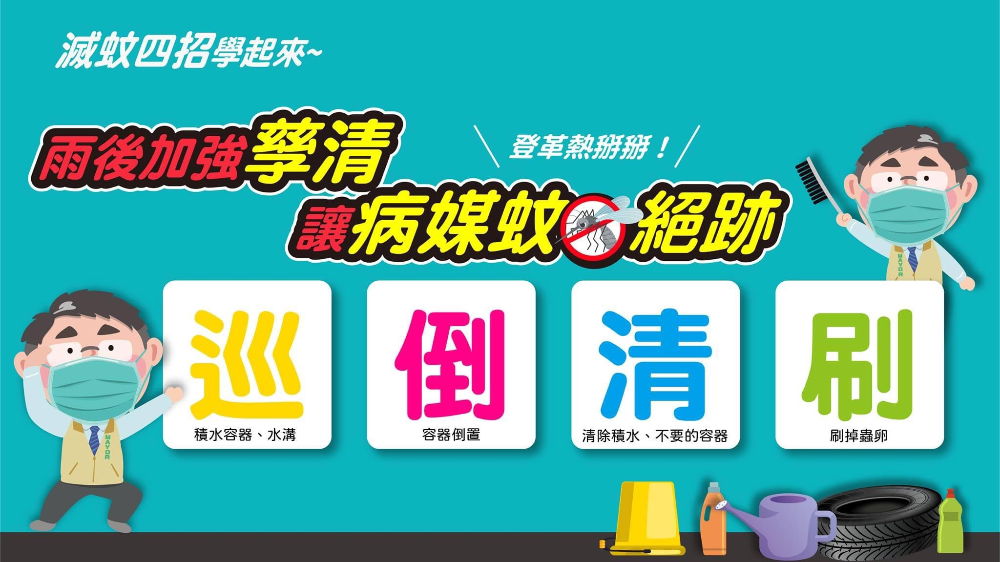 滅蚊四招學起來~
雨後加強孳清
登革熱掰掰！
讓病媒蚊絕跡
MAYOR
巡
積水容器、水溝
倒
容器倒置
清
清除積水、不要的容器
刷
刷掉蟲卵
MAYOR